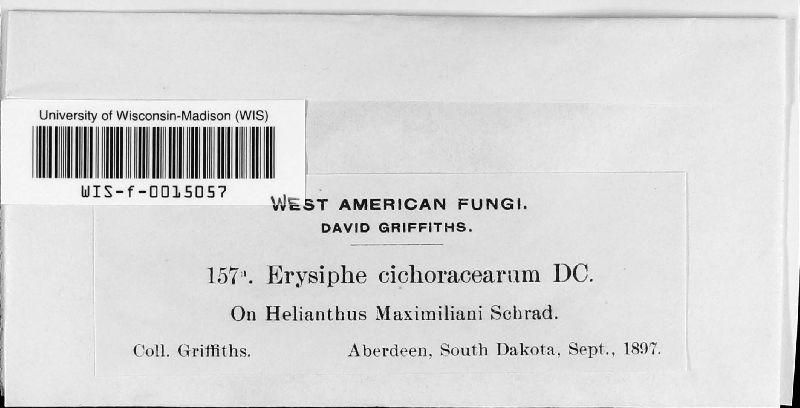 University of Wisconsin-Madison (WIS)
WIS-f-0015057
WEST AMERICAN FUNGI.
DAVID GRIFFITHS.
157a. Erysiphe cichoracearum DC.
On Helianthus Maximiliani Schrad.
Coll. Griffiths. Aberdeen, South Dakota, Sept., 1897.